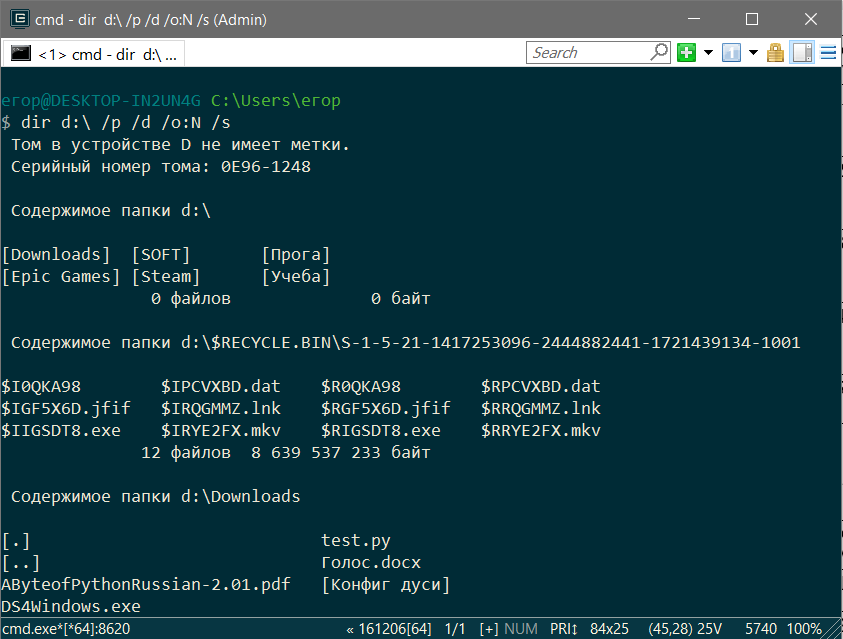 cmd - dir d:\ /p /d /o:N /s (Admin)
<1> cmd - dir d:\ ...
Search
егор@DESKTOP-IN2UN4G C:\Users\егор
$ dir d:\ /p /d /o:N /s
Том в устройстве D не имеет метки.
Серийный номер тома: 0E96-1248
Содержимое папки d:\
[Downloads] [SOFT] [Прога]
[Epic Games] [Steam] [Учеба]
0 файлов 0 байт
Содержимое папки d:\$RECYCLE.BIN\S-1-5-21-1417253096-2444882441-1721439134-1001
$I0QKA98 $IPCVXBD.dat $R0QKA98 $RPCVXBD.dat
$IGF5X6D.jfif $IRQGMMZ.lnk $RGF5X6D.jfif $RRQGMMZ.lnk
$IIGSDT8.exe $IRYE2FX.mkv $RIGSDT8.exe $RRYE2FX.mkv
12 файлов 8 639 537 233 байт
Содержимое папки d:\Downloads
[.] test.py
[..] Голос.docx
AByteofPythonRussian-2.01.pdf [Конфиг дуси]
DS4Windows.exe
cmd.exe*[*64]:8620 « 161206[64] 1/1 [+] NUM PRI↕ 84x25 (45,28) 25V 5740 100%